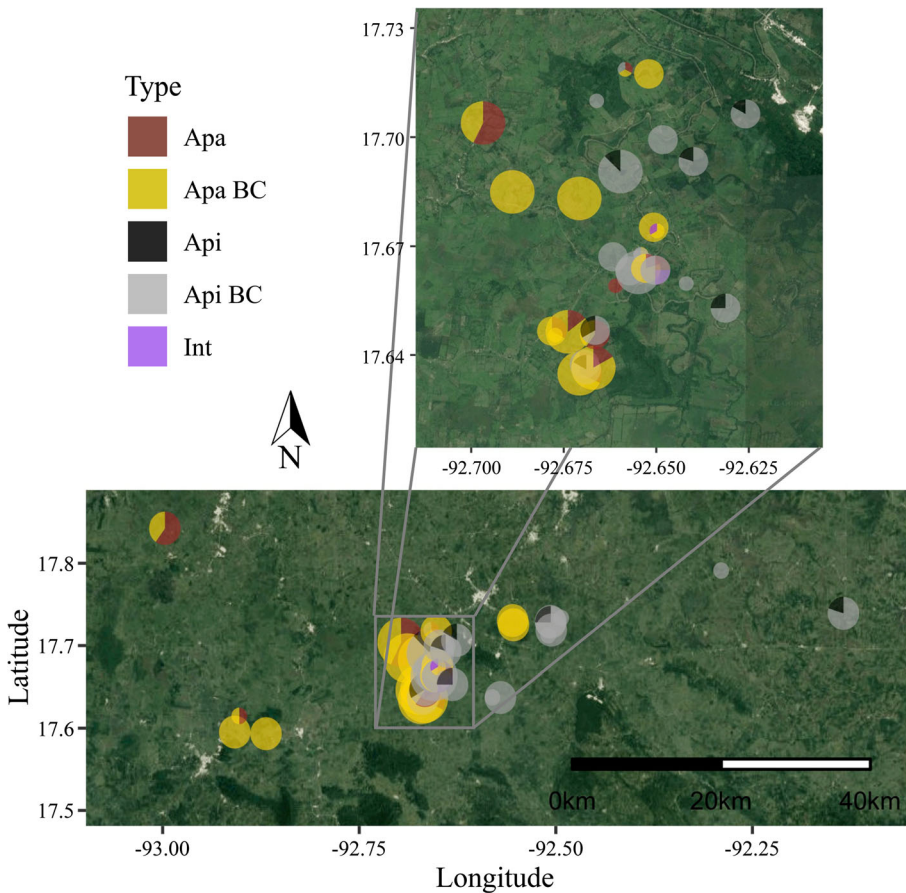 Type
Apa
Apa BC
Api
Api BC
Int
N
17.73
17.70
17.67
17.64
-92.700
-92.675
-92.650
-92.625
Latitude
17.8
17.7
17.6
17.5
0km
20km
40km
-93.00
-92.75
-92.50
-92.25
Longitude